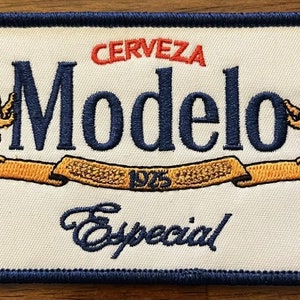 CERVEZA
Modelo
1925
Especial